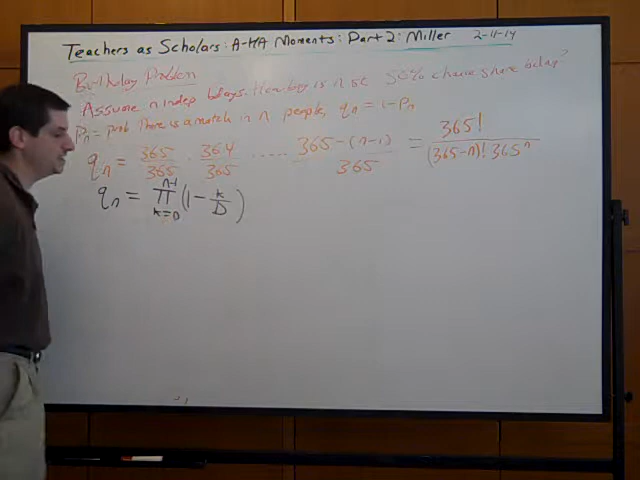 Teachers as Scholars: A-HA Moments: Part 2: Miller 2-11-14
Birthday Problem
Assume n indep bdays. How big is n st 50% chance share bday?
Pn = prob there is a match in n people, qn = 1 - Pn
qn = 365/365 · 364/365 ..... 365-(n-1)/365 = 365!/(365-n)! 365^n
qn = ∏_{k=0}^{n-1} (1 - k/D)